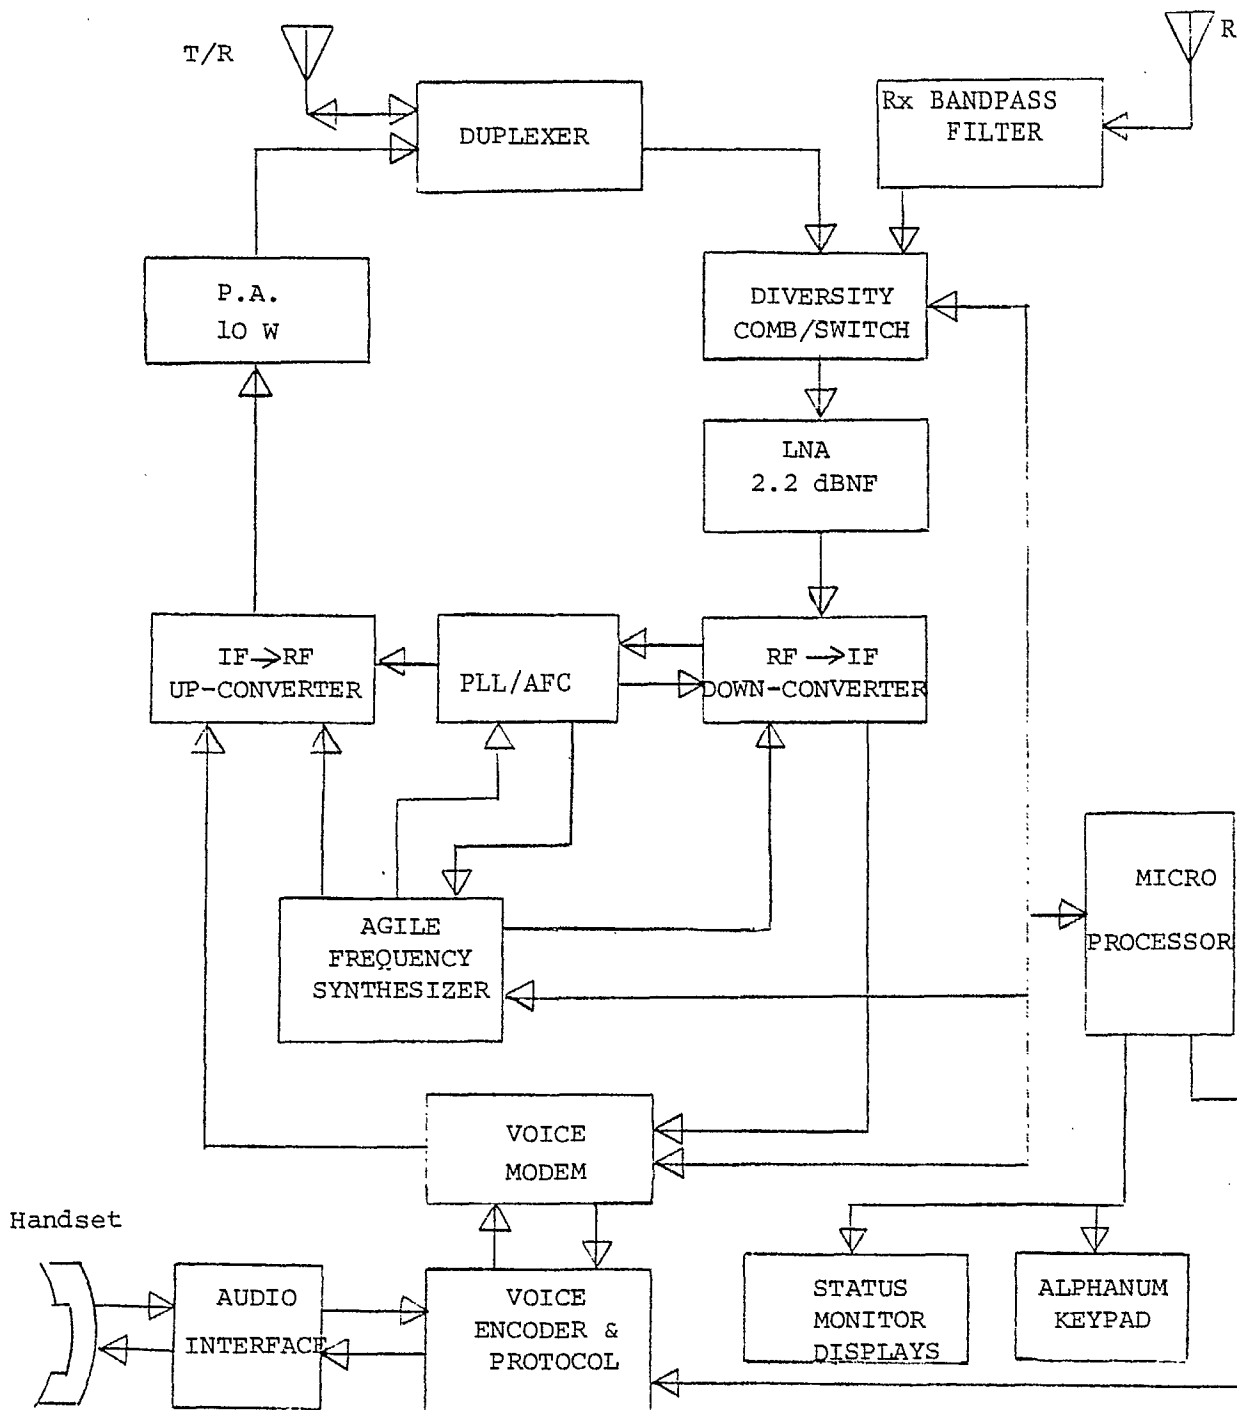 T/R
R
DUPLEXER
Rx BANDPASS
FILTER
P.A.
10 W
DIVERSITY
COMB/SWITCH
LNA
2.2 dBNF
IF→RF
UP-CONVERTER
PLL/AFC
RF→IF
DOWN-CONVERTER
MICRO
PROCESSOR
AGILE
FREQUENCY
SYNTHESIZER
VOICE
MODEM
Handset
AUDIO
INTERFACE
VOICE
ENCODER &
PROTOCOL
STATUS
MONITOR
DISPLAYS
ALPHANUM
KEYPAD